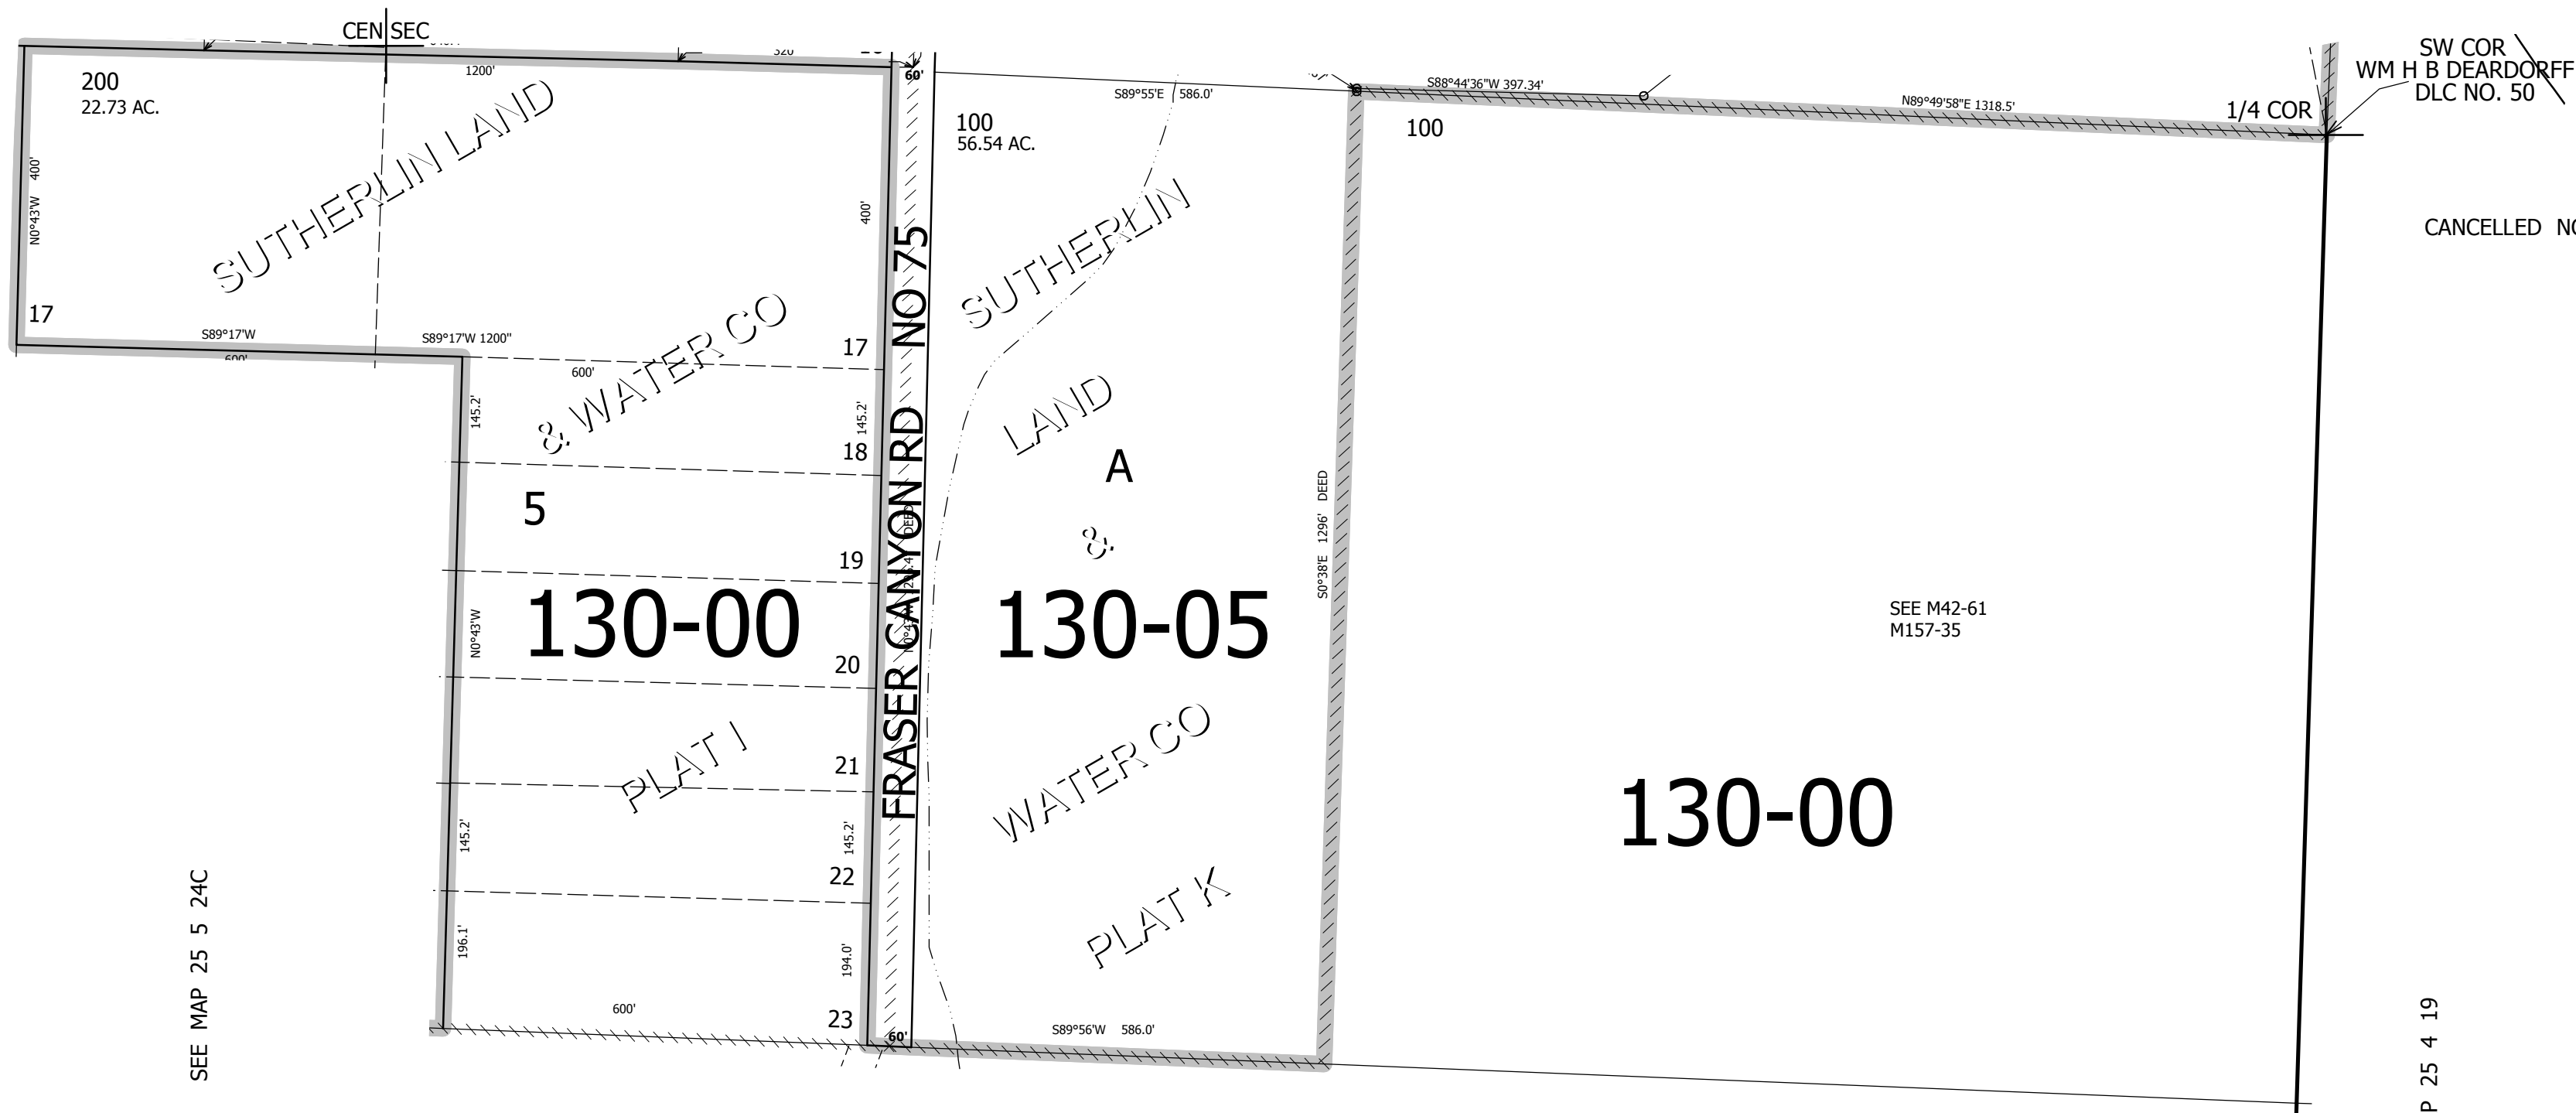 CEN SEC
SW COR
WM H B DEARDORFF
DLC NO. 50
1/4 COR
200
22.73 AC.
1200'
320'
60'
S89°55'E 586.0'
100
56.54 AC.
S88°44'36"W 397.34'
N89°49'58"E 1318.5'
100
CANCELLED
N0°43'W 400'
400'
SUTHERLIN LAND
& WATER CO
PLAT I
17
S89°17'W
600'
S89°17'W 1200"
600'
17
145.2'
145.2'
18
5
19
130-00
N0°43'W
20
21
145.2'
145.2'
22
196.1'
194.0'
600'
23
60'
FRASER CANYON RD NO 75
SUTHERLIN
LAND
A
&
130-05
WATER CO
PLAT K
S89°56'W 586.0'
S0°38'E 1296' DEED
SEE M42-61
M157-35
130-00
SEE MAP 25 5 24C
P 25 4 19